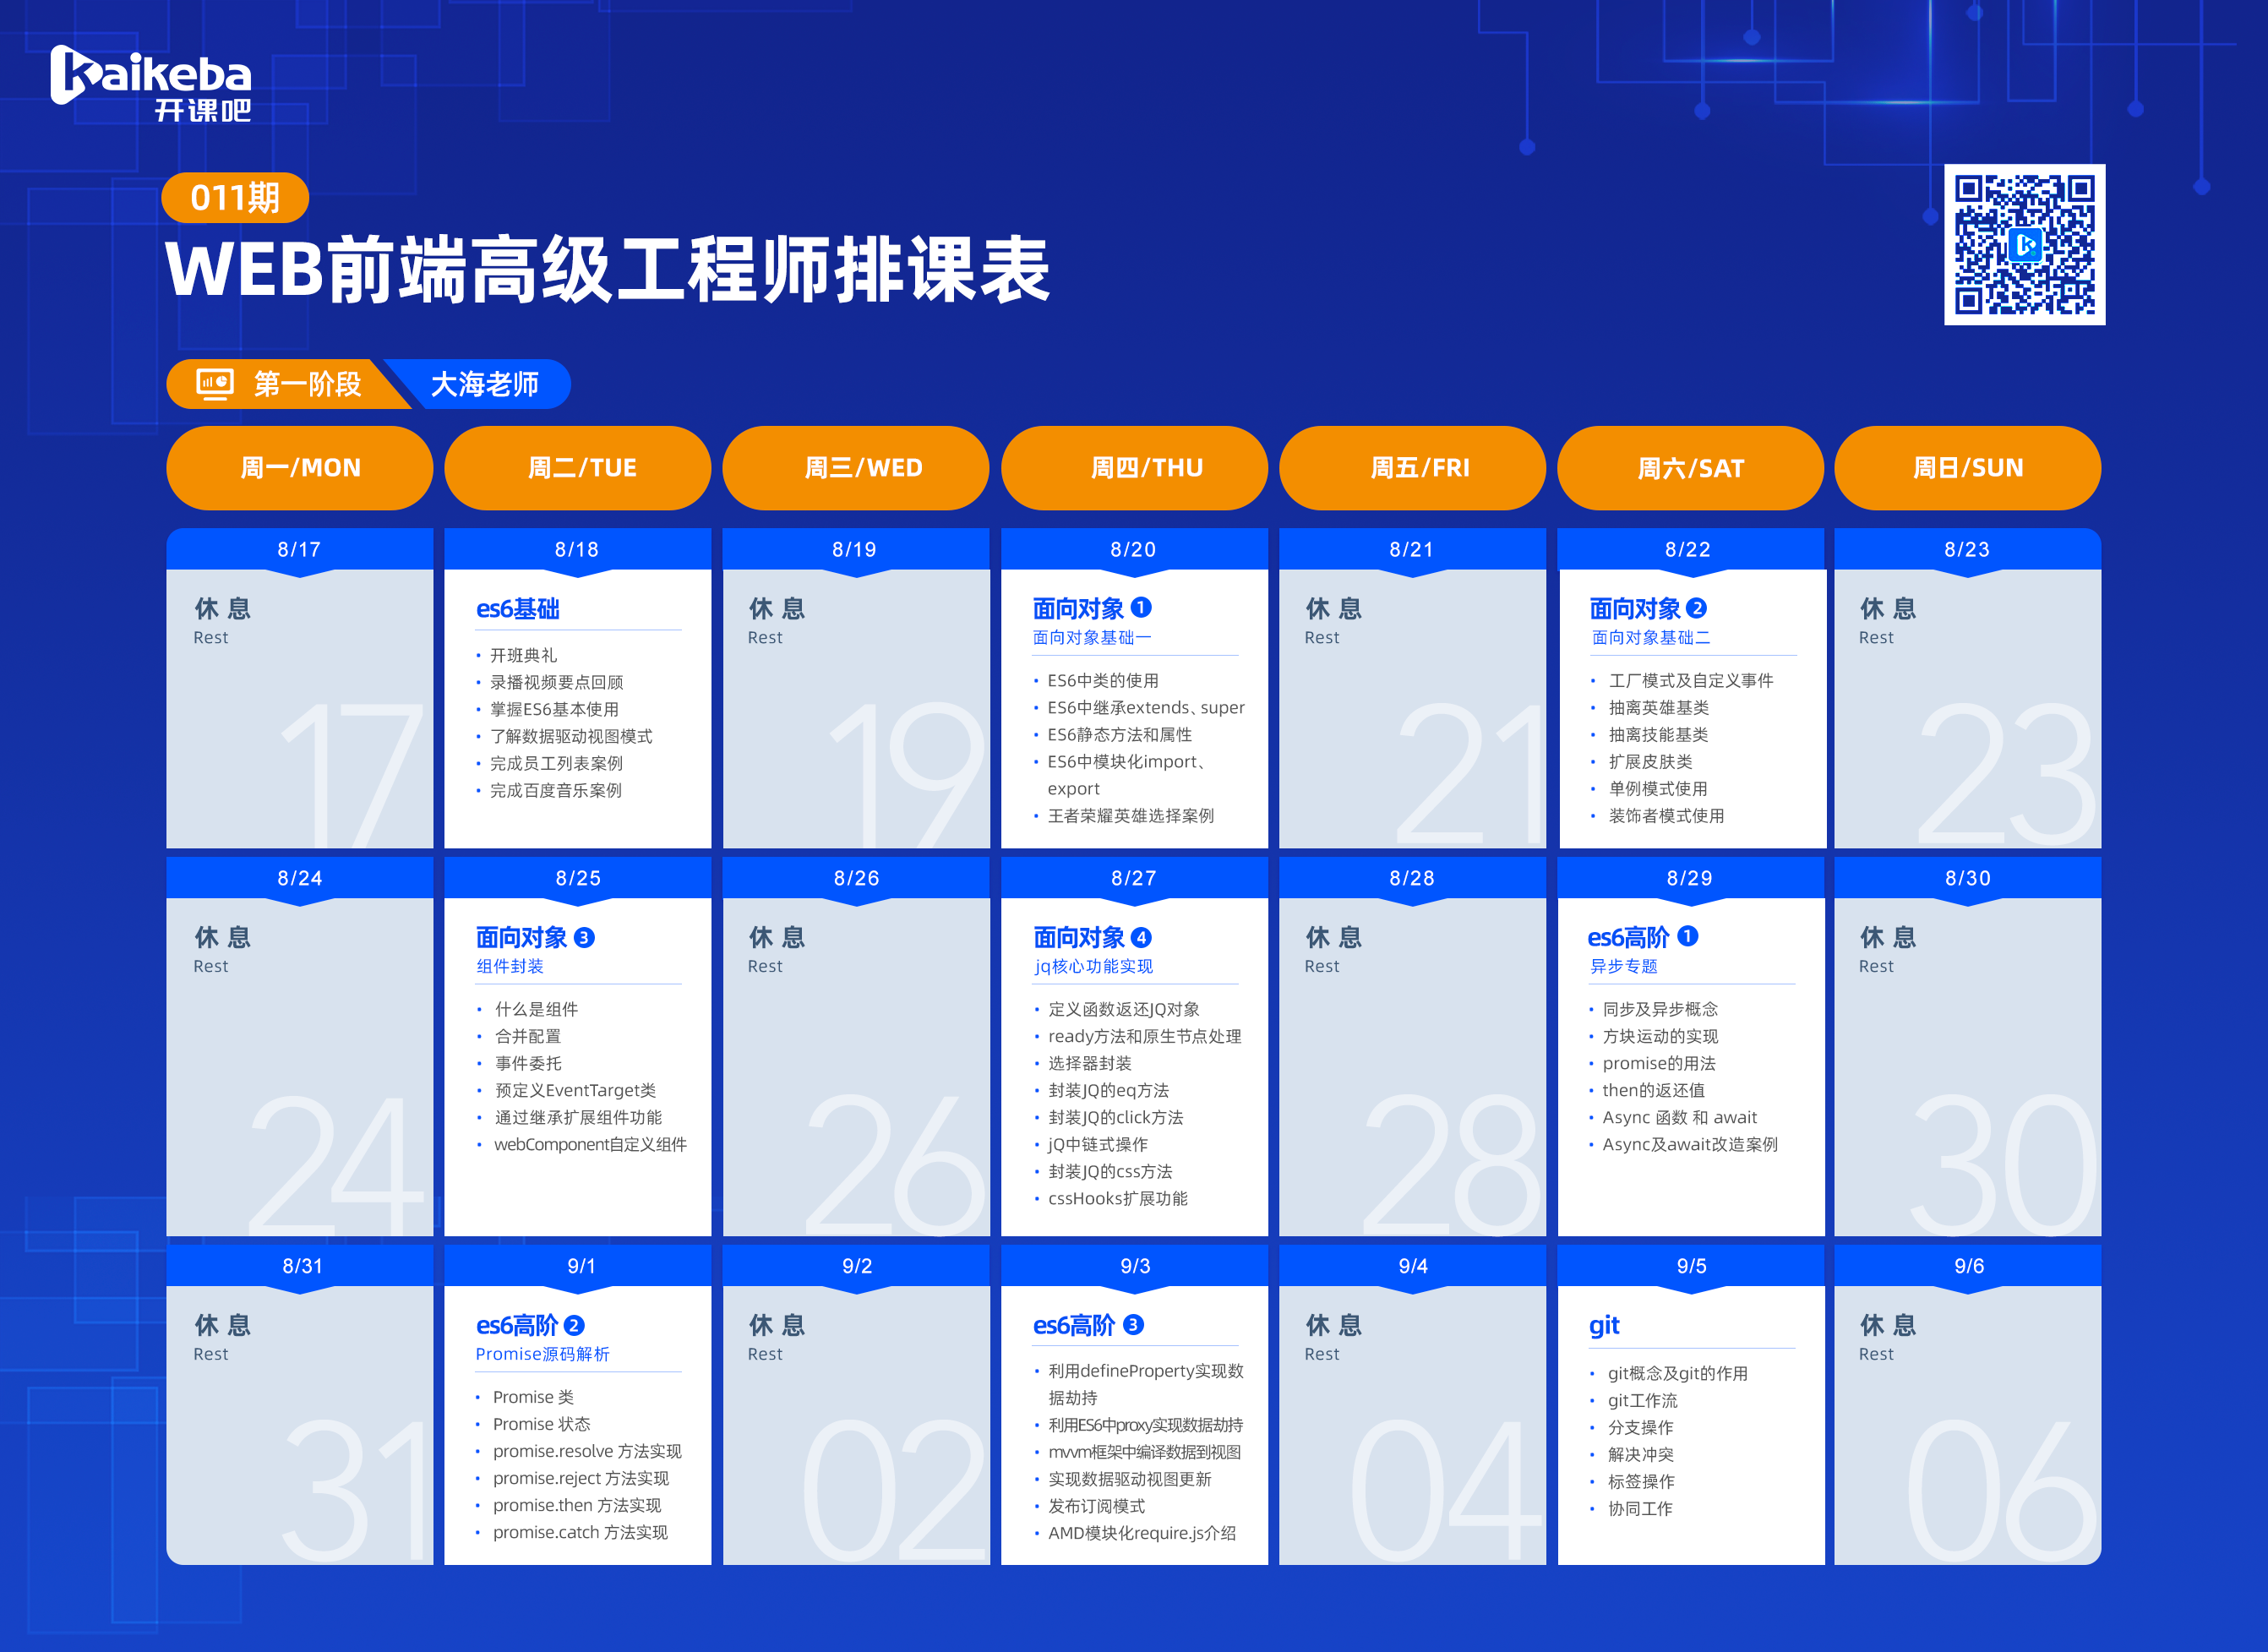 kaikeba
开课吧
011期
WEB前端高级工程师排课表
第一阶段 大海老师
周一/MON 周二/TUE 周三/WED 周四/THU 周五/FRI 周六/SAT 周日/SUN
8/17
休 息
Rest
17
8/18
es6基础
• 开班典礼
• 录播视频要点回顾
• 掌握ES6基本使用
• 了解数据驱动视图模式
• 完成员工列表案例
• 完成百度音乐案例
8/19
休 息
Rest
19
8/20
面向对象 1
面向对象基础一
• ES6中类的使用
• ES6中继承extends、super
• ES6静态方法和属性
• ES6中模块化import、
export
• 王者荣耀英雄选择案例
8/21
休 息
Rest
21
8/22
面向对象 2
面向对象基础二
• 工厂模式及自定义事件
• 抽离英雄基类
• 抽离技能基类
• 扩展皮肤类
• 单例模式使用
• 装饰者模式使用
8/23
休 息
Rest
23
8/24
休 息
Rest
24
8/25
面向对象 3
组件封装
• 什么是组件
• 合并配置
• 事件委托
• 预定义EventTarget类
• 通过继承扩展组件功能
• webComponent自定义组件
8/26
休 息
Rest
26
8/27
面向对象 4
jq核心功能实现
• 定义函数返还JQ对象
• ready方法和原生节点处理
• 选择器封装
• 封装JQ的eq方法
• 封装JQ的click方法
• jQ中链式操作
• 封装JQ的css方法
• cssHooks扩展功能
8/28
休 息
Rest
28
8/29
es6高阶 1
异步专题
• 同步及异步概念
• 方块运动的实现
• promise的用法
• then的返还值
• Async 函数 和 await
• Async及await改造案例
8/30
休 息
Rest
30
8/31
休 息
Rest
31
9/1
es6高阶 2
Promise源码解析
• Promise 类
• Promise 状态
• promise.resolve 方法实现
• promise.reject 方法实现
• promise.then 方法实现
• promise.catch 方法实现
9/2
休 息
Rest
02
9/3
es6高阶 3
• 利用defineProperty实现数
据劫持
• 利用ES6中proxy实现数据劫持
• mvvm框架中编译数据到视图
• 实现数据驱动视图更新
• 发布订阅模式
• AMD模块化require.js介绍
9/4
休 息
Rest
04
9/5
git
• git概念及git的作用
• git工作流
• 分支操作
• 解决冲突
• 标签操作
• 协同工作
9/6
休 息
Rest
06